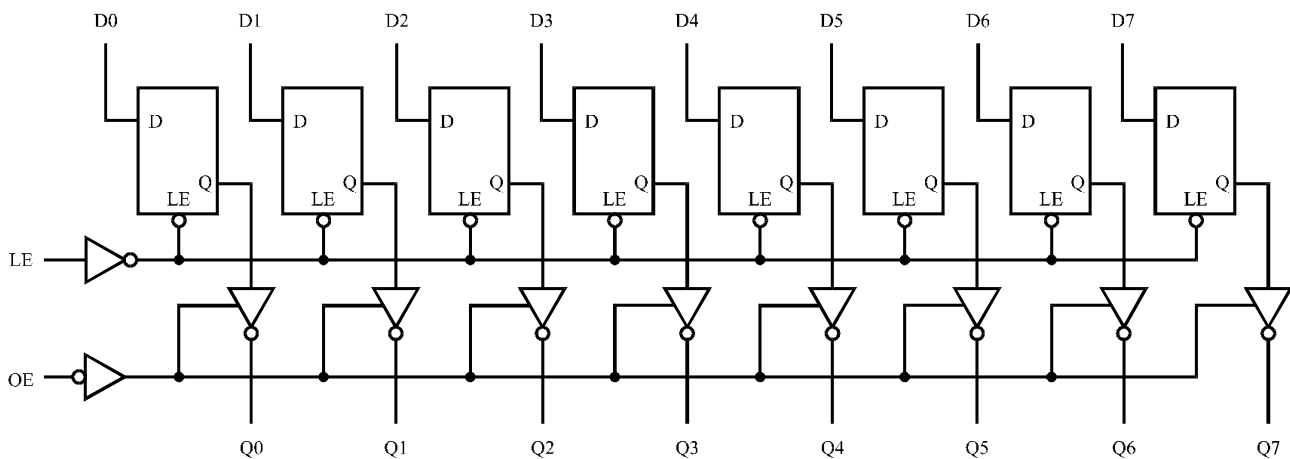 D0 D1 D2 D3 D4 D5 D6 D7
D D D D D D D D
Q Q Q Q Q Q Q Q
LE LE LE LE LE LE LE LE
LE
OE
Q0 Q1 Q2 Q3 Q4 Q5 Q6 Q7